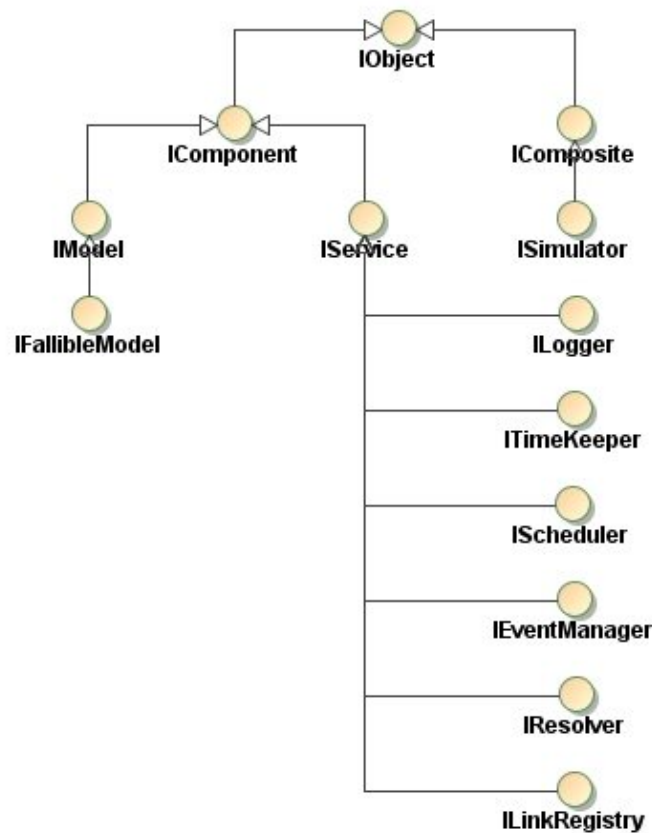 IObject
IComponent
IComposite
IModel
IService
ISimulator
IFallibleModel
ILogger
ITimeKeeper
IScheduler
IEventManager
IResolver
ILinkRegistry